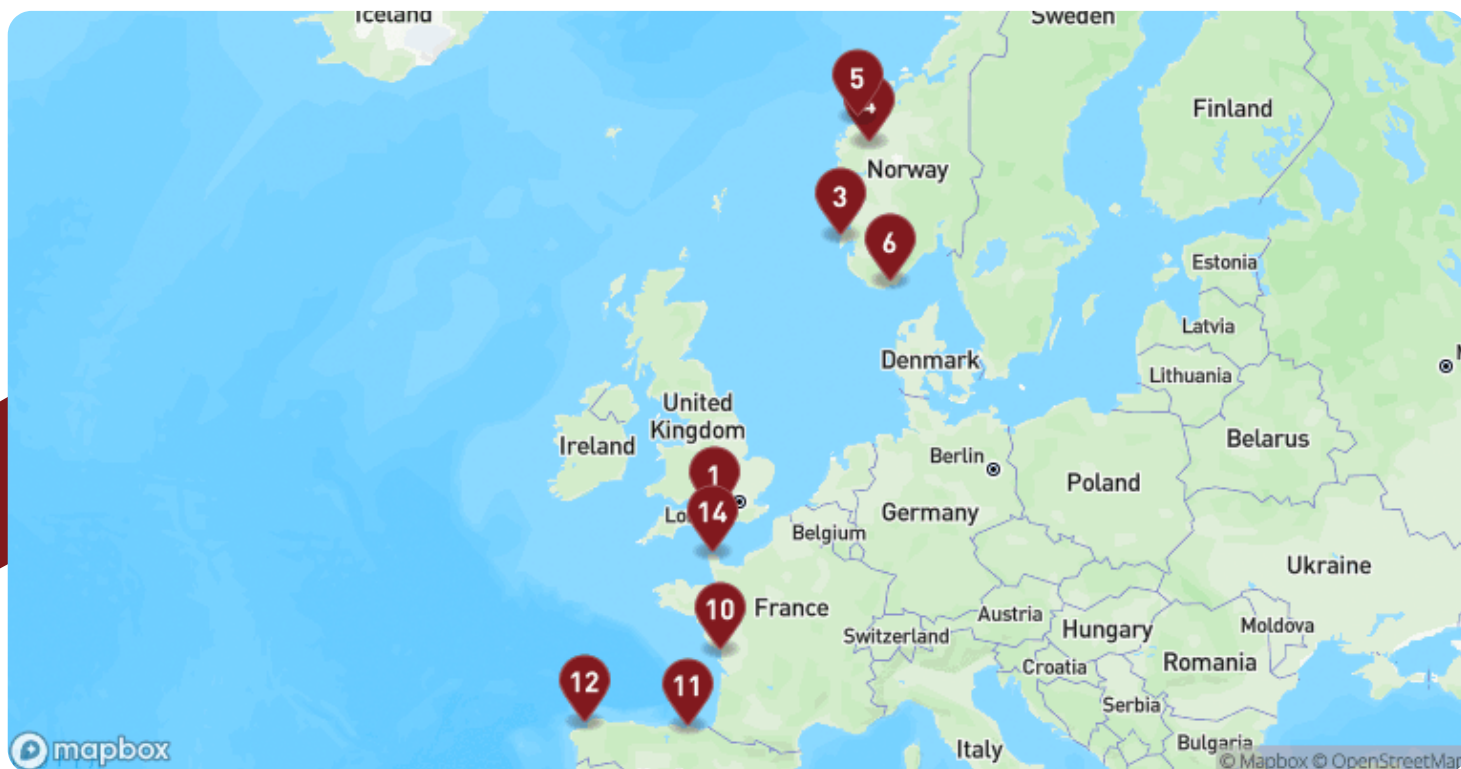 Iceland
Sweden
5
4
Finland
Norway
3
6
Estonia
Latvia
Denmark
Lithuania
United
Kingdom
Ireland
Belarus
Berlin
Poland
1
Lo
14
Germany
Belgium
Ukraine
10
France
Austria
Switzerland
Hungary
Moldova
Croatia
Romania
12
11
Serbia
Italy
Bulgaria
mapbox
© Mapbox © OpenStreetMap